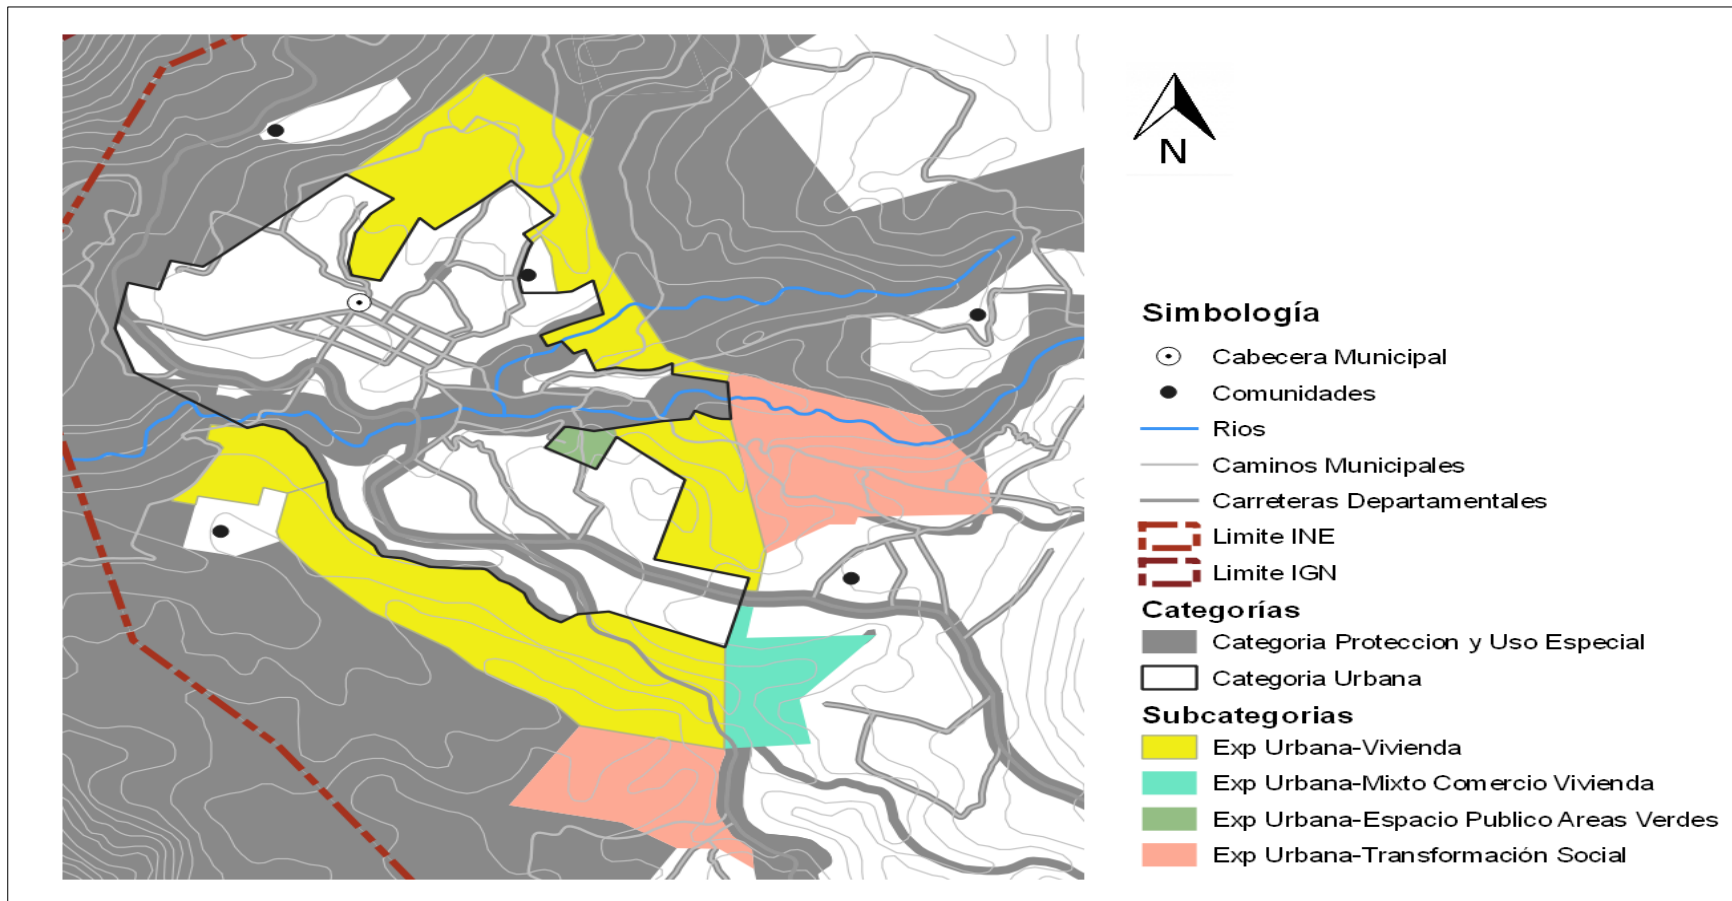 N
Simbología
Cabecera Municipal
Comunidades
Rios
Caminos Municipales
Carreteras Departamentales
Limite INE
Limite IGN
Categorías
Categoria Proteccion y Uso Especial
Categoria Urbana
Subcategorias
Exp Urbana-Vivienda
Exp Urbana-Mixto Comercio Vivienda
Exp Urbana-Espacio Publico Areas Verdes
Exp Urbana-Transformación Social